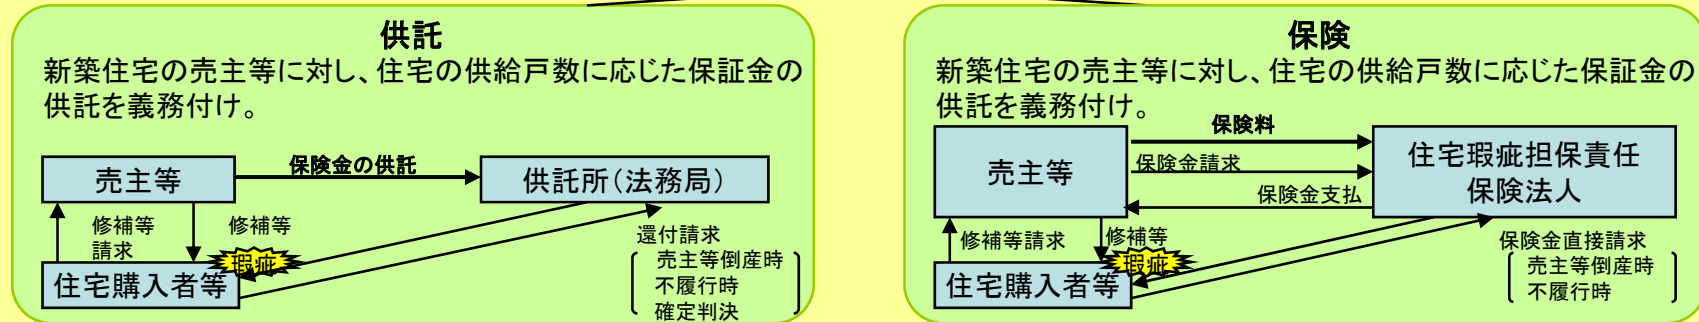 供託
新築住宅の売主等に対し、住宅の供給戸数に応じた保証金の
供託を義務付け。
売主等
保険金の供託
供託所(法務局)
修補等
請求
修補等
瑕疵
住宅購入者等
還付請求
売主等倒産時
不履行時
確定判決
保険
新築住宅の売主等に対し、住宅の供給戸数に応じた保証金の
供託を義務付け。
売主等
保険料
保険金請求
保険金支払
住宅瑕疵担保責任
保険法人
修補等請求
修補等
瑕疵
住宅購入者等
保険金直接請求
売主等倒産時
不履行時